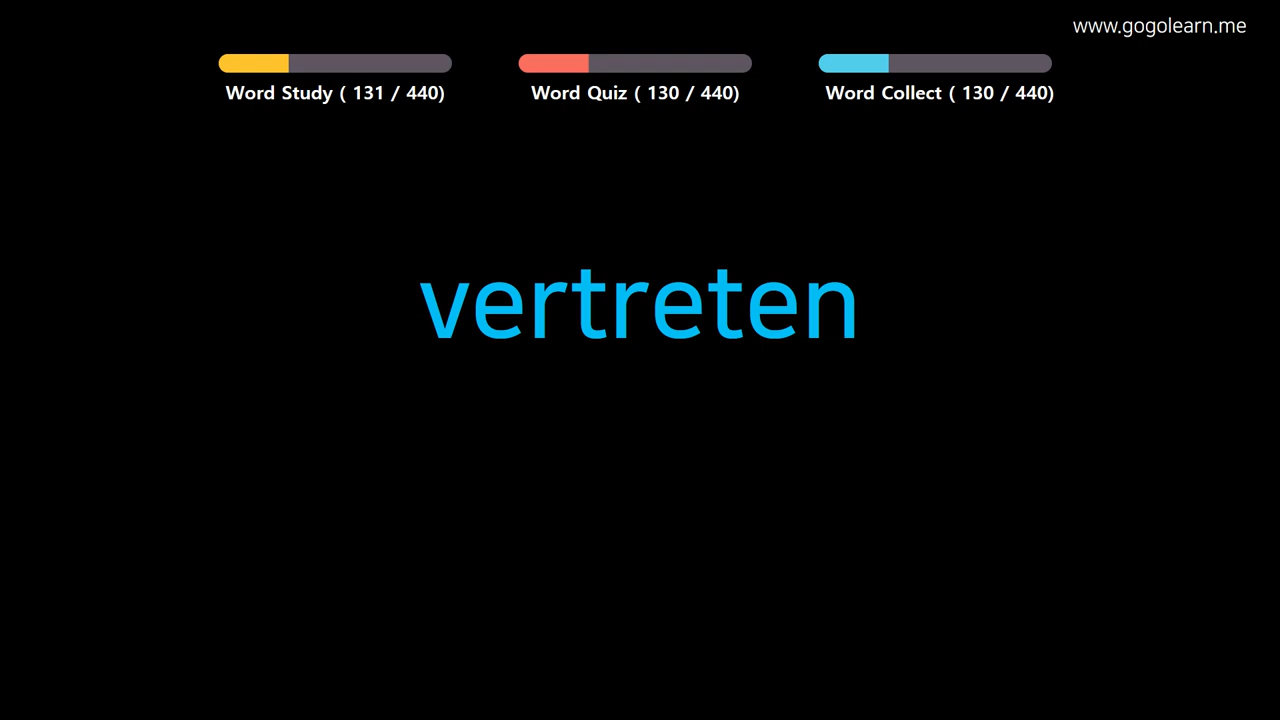 www.gogolearn.me
Word Study ( 131 / 440)
Word Quiz ( 130 / 440)
Word Collect ( 130 / 440)
vertreten